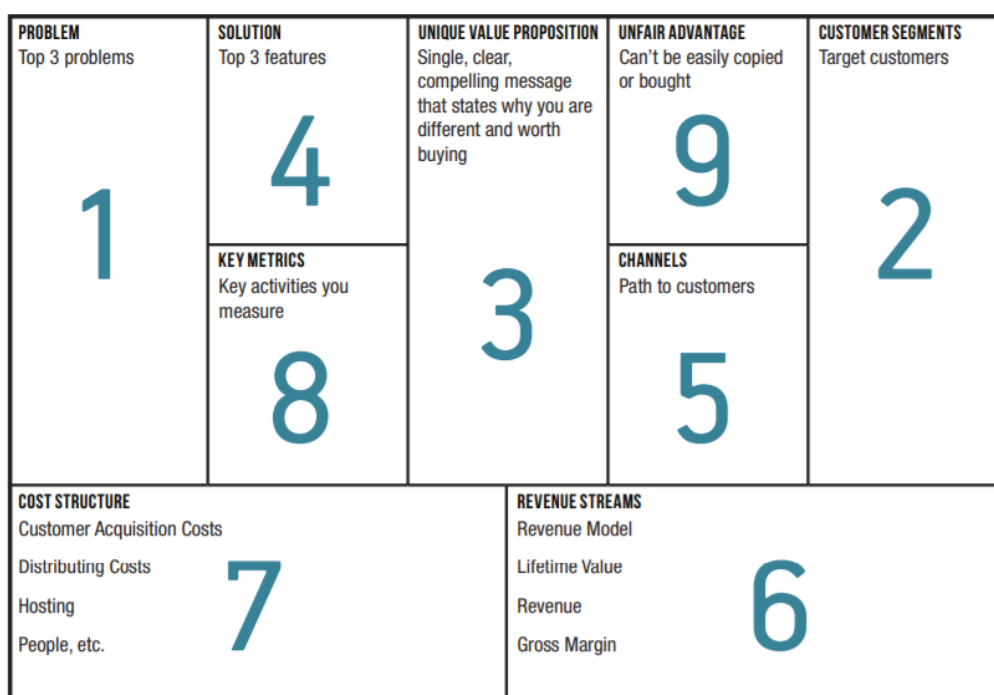 PROBLEM
Top 3 problems
1
SOLUTION
Top 3 features
4
KEY METRICS
Key activities you
measure
8
UNIQUE VALUE PROPOSITION
Single, clear,
compelling message
that states why you are
different and worth
buying
3
UNFAIR ADVANTAGE
Can't be easily copied
or bought
9
CHANNELS
Path to customers
5
CUSTOMER SEGMENTS
Target customers
2
COST STRUCTURE
Customer Acquisition Costs
Distributing Costs
Hosting
People, etc.
7
REVENUE STREAMS
Revenue Model
Lifetime Value
Revenue
Gross Margin
6